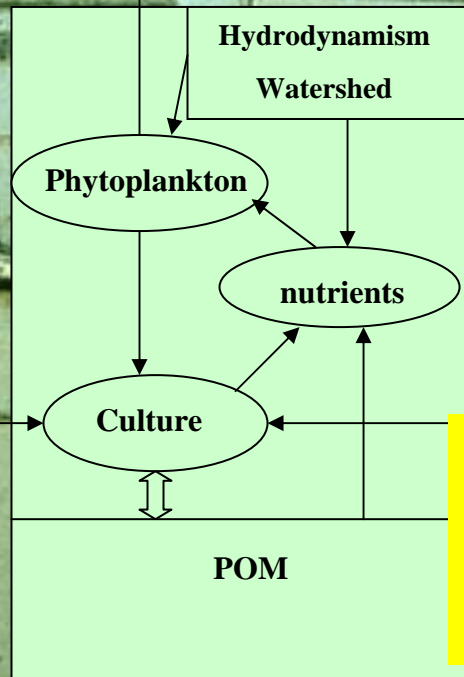 Hydrodynamism
Watershed
Phytoplankton
nutrients
Culture
POM